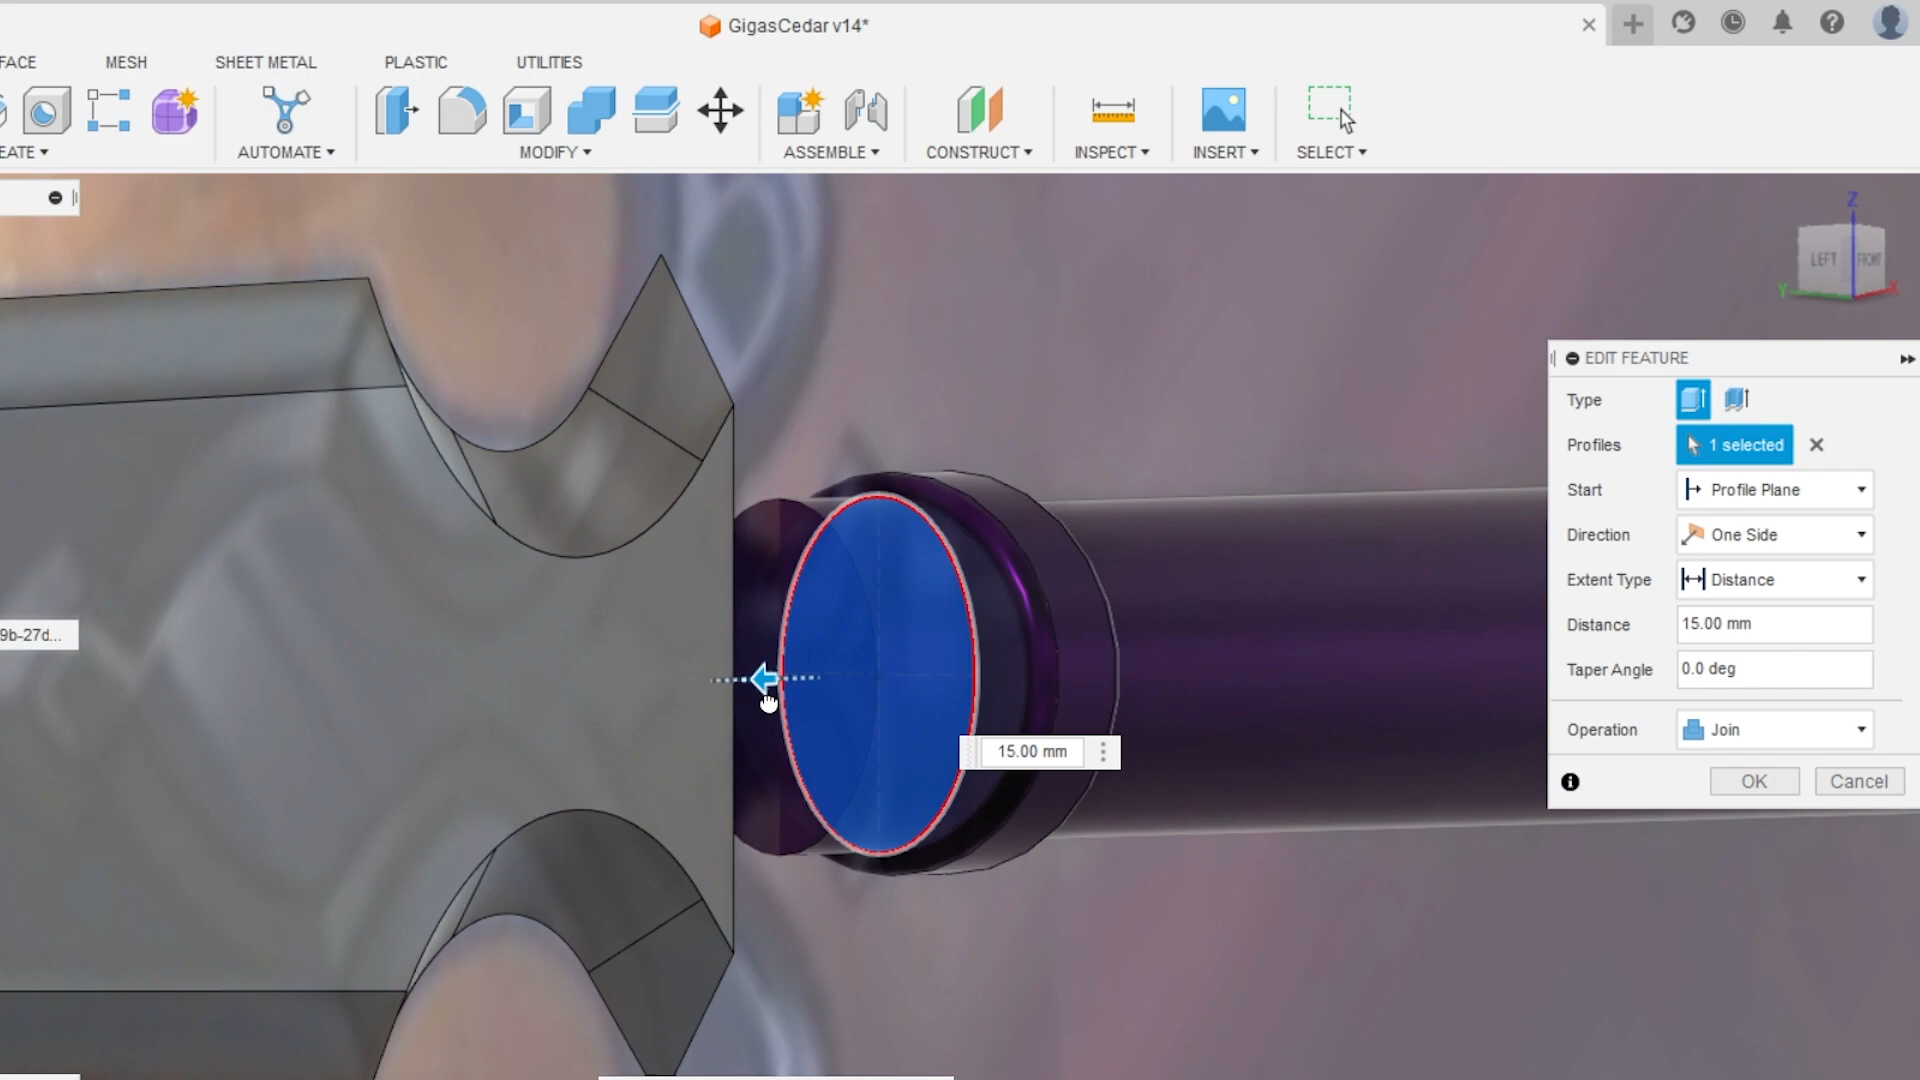 GigasCedar v14*
FACE MESH SHEET METAL PLASTIC UTILITIES
EATE AUTOMATE MODIFY ASSEMBLE CONSTRUCT INSPECT INSERT SELECT
Z
LEFT FRONT
Y X
EDIT FEATURE
Type
Profiles 1 selected
Start Profile Plane
Direction One Side
Extent Type Distance
Distance 15.00 mm
Taper Angle 0.0 deg
Operation Join
OK Cancel
9b-27d...
15.00 mm